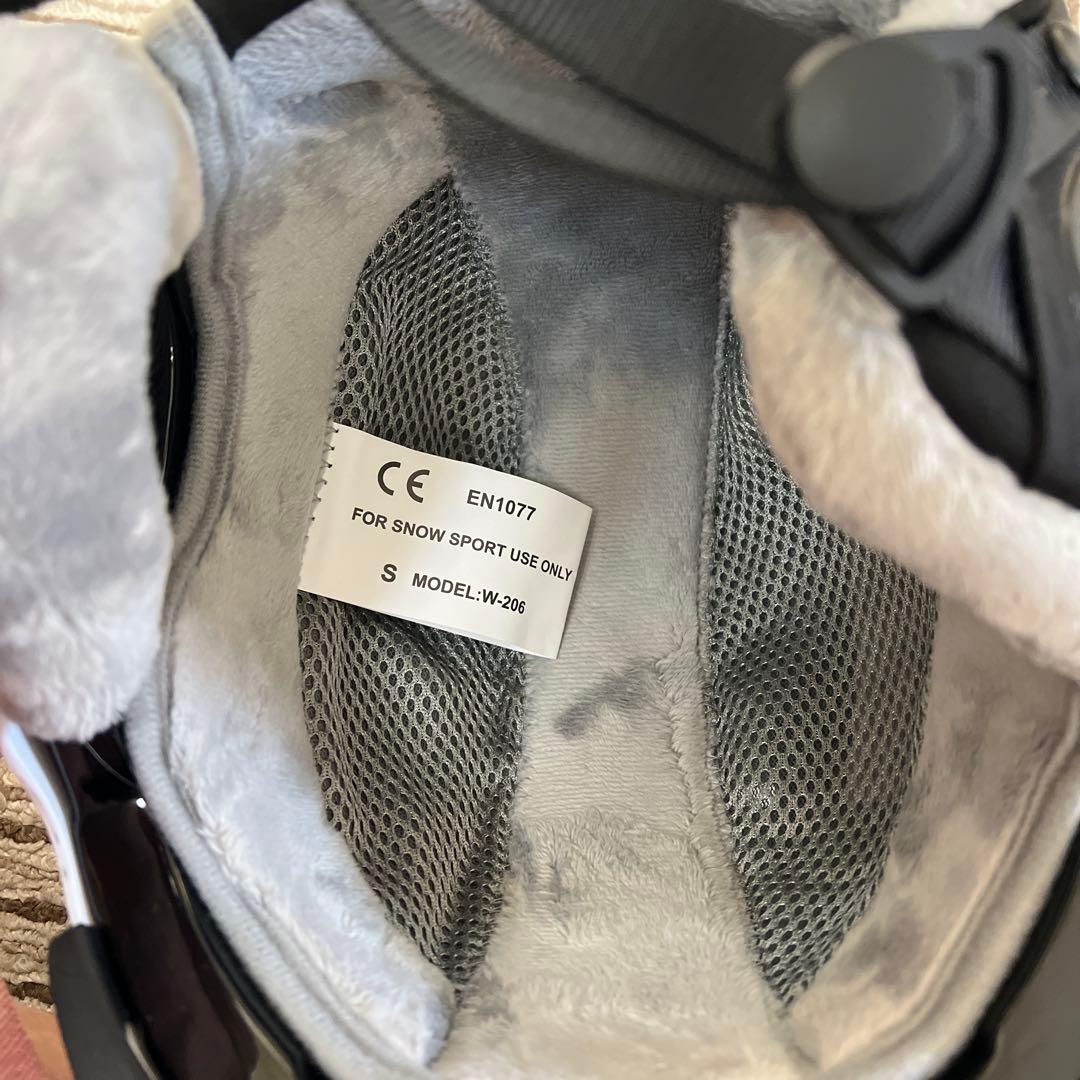 CE EN1077
FOR SNOW SPORT USE ONLY
S MODEL:W-206